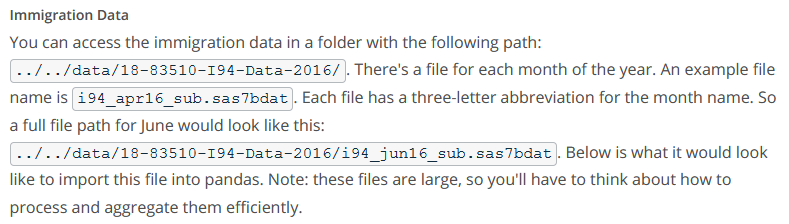 Immigration Data
You can access the immigration data in a folder with the following path:
../../data/18-83510-I94-Data-2016/. There's a file for each month of the year. An example file
name is i94_apr16_sub.sas7bdat. Each file has a three-letter abbreviation for the month name. So
a full file path for June would look like this:
../../data/18-83510-I94-Data-2016/i94_jun16_sub.sas7bdat. Below is what it would look
like to import this file into pandas. Note: these files are large, so you'll have to think about how to
process and aggregate them efficiently.